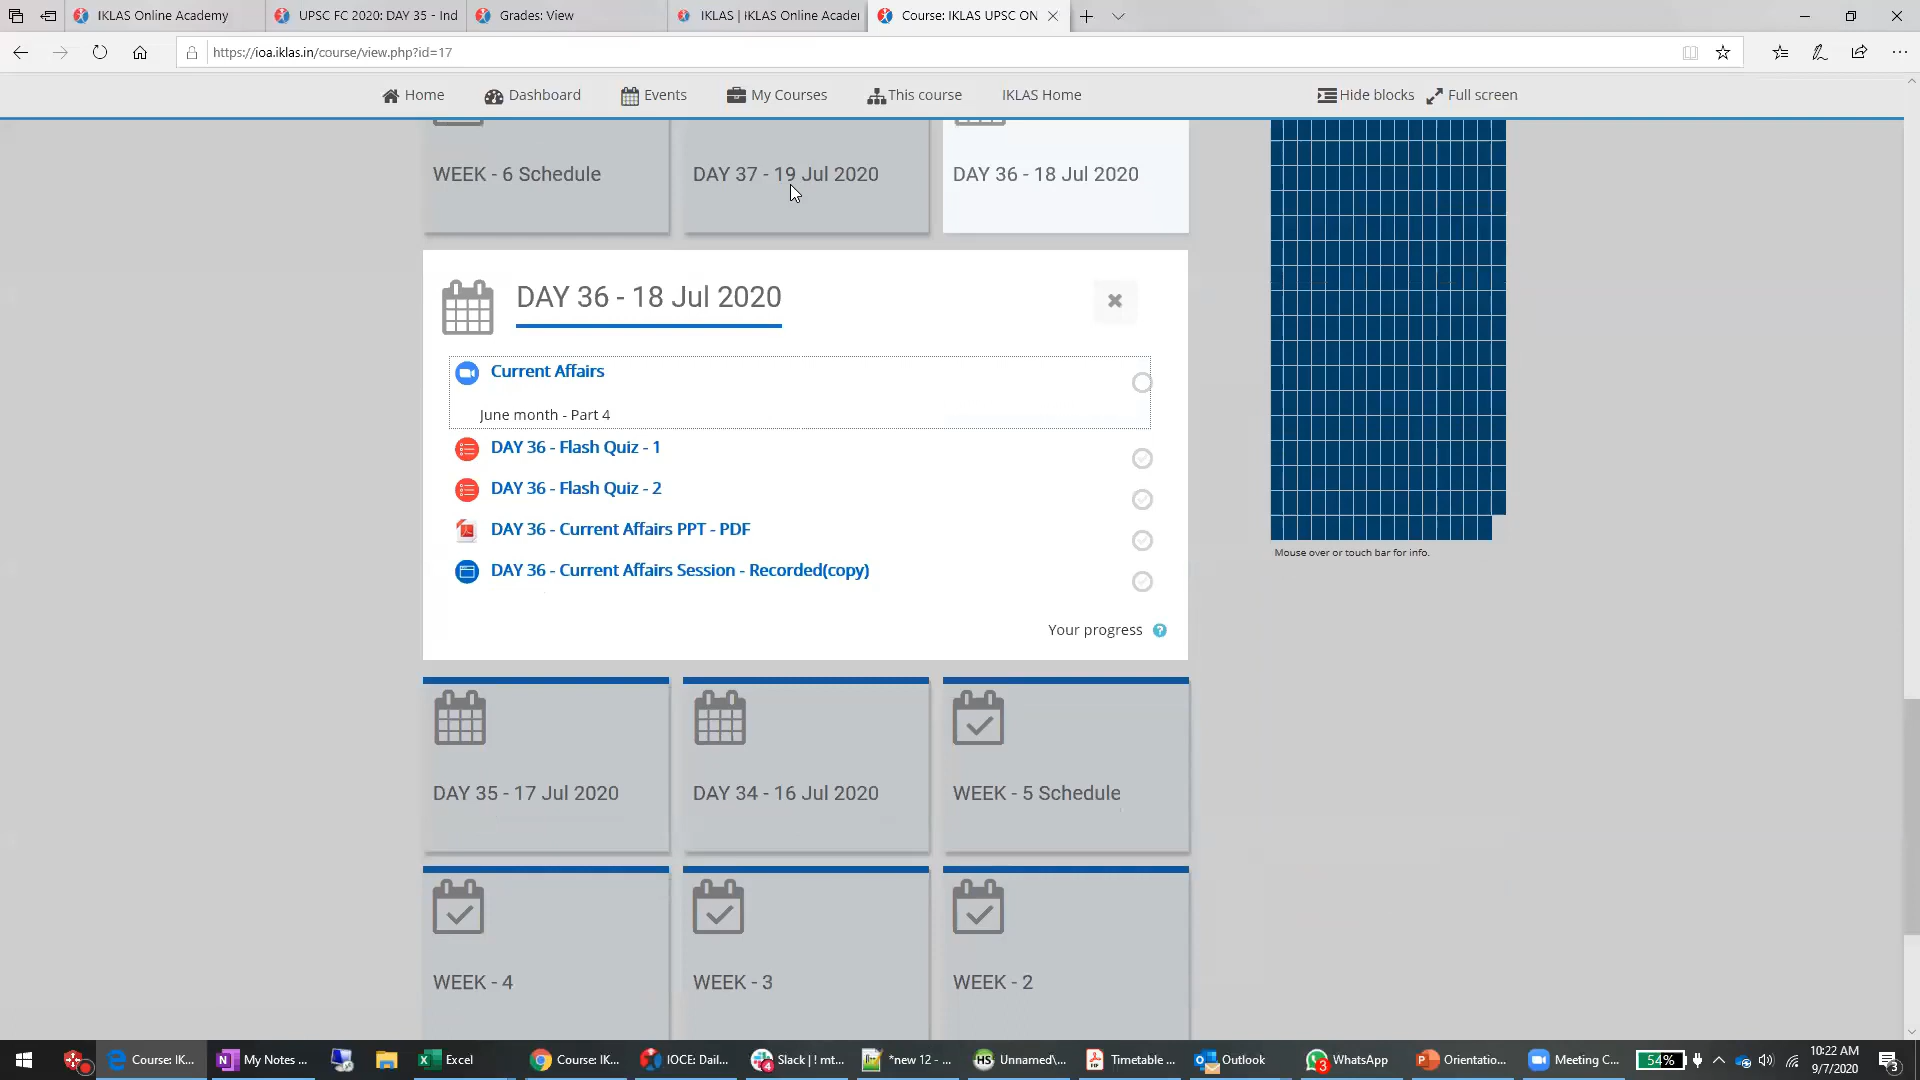 IKLAS Online Academy
UPSC FC 2020: DAY 35 - Ind
Grades: View
IKLAS | IKLAS Online Acader
Course: IKLAS UPSC ON
https://ioa.iklas.in/course/view.php?id=17
Home
Dashboard
Events
My Courses
This course
IKLAS Home
Hide blocks
Full screen
WEEK - 6 Schedule
DAY 37 - 19 Jul 2020
DAY 36 - 18 Jul 2020
DAY 36 - 18 Jul 2020
Current Affairs
June month - Part 4
DAY 36 - Flash Quiz - 1
DAY 36 - Flash Quiz - 2
DAY 36 - Current Affairs PPT - PDF
DAY 36 - Current Affairs Session - Recorded(copy)
Your progress
Mouse over or touch bar for info.
DAY 35 - 17 Jul 2020
DAY 34 - 16 Jul 2020
WEEK - 5 Schedule
WEEK - 4
WEEK - 3
WEEK - 2
Course: IK...
My Notes ...
Excel
Course: IK...
IOCE: Dail...
4
Slack | ! mt...
*new 12 - ...
HS
Unnamed\...
Timetable ...
Outlook
3
WhatsApp
Orientatio...
Meeting C...
54%
10:22 AM
9/7/2020
3